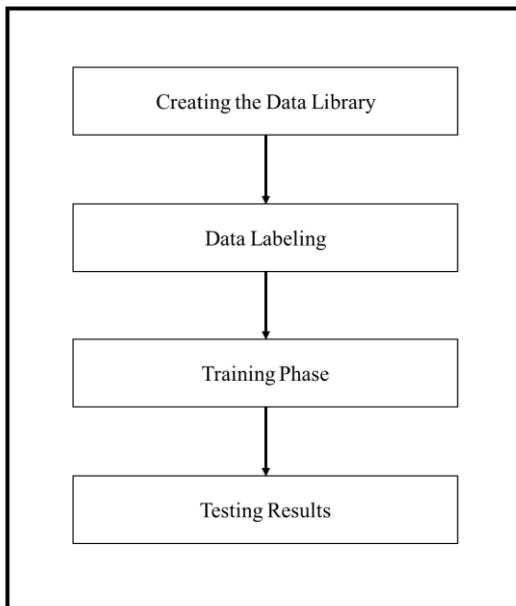 Creating the Data Library
Data Labeling
Training Phase
Testing Results